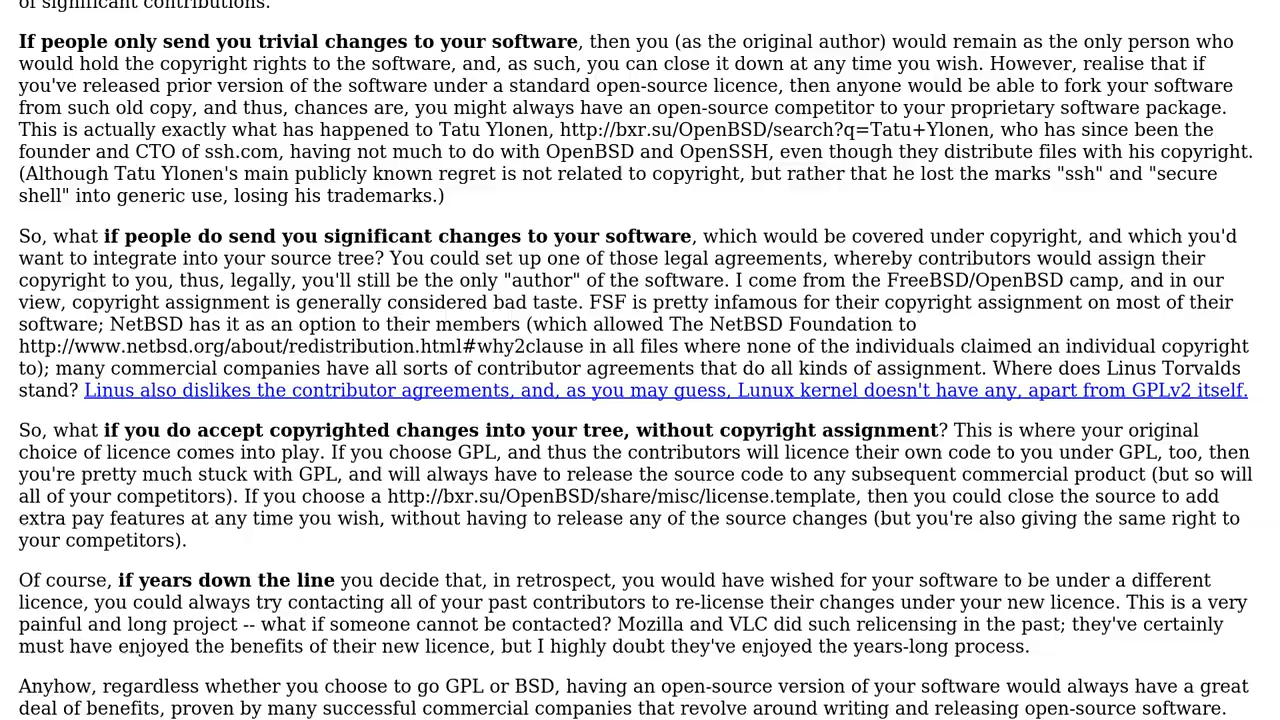 of significant contributions.
If people only send you trivial changes to your software, then you (as the original author) would remain as the only person who
would hold the copyright rights to the software, and, as such, you can close it down at any time you wish. However, realise that if
you've released prior version of the software under a standard open-source licence, then anyone would be able to fork your software
from such old copy, and thus, chances are, you might always have an open-source competitor to your proprietary software package.
This is actually exactly what has happened to Tatu Ylonen, http://bxr.su/OpenBSD/search?q=Tatu+Ylonen, who has since been the
founder and CTO of ssh.com, having not much to do with OpenBSD and OpenSSH, even though they distribute files with his copyright.
(Although Tatu Ylonen's main publicly known regret is not related to copyright, but rather that he lost the marks "ssh" and "secure
shell" into generic use, losing his trademarks.)
So, what if people do send you significant changes to your software, which would be covered under copyright, and which you'd
want to integrate into your source tree? You could set up one of those legal agreements, whereby contributors would assign their
copyright to you, thus, legally, you'll still be the only "author" of the software. I come from the FreeBSD/OpenBSD camp, and in our
view, copyright assignment is generally considered bad taste. FSF is pretty infamous for their copyright assignment on most of their
software; NetBSD has it as an option to their members (which allowed The NetBSD Foundation to
http://www.netbsd.org/about/redistribution.html#why2clause in all files where none of the individuals claimed an individual copyright
to); many commercial companies have all sorts of contributor agreements that do all kinds of assignment. Where does Linus Torvalds
stand? Linus also dislikes the contributor agreements, and, as you may guess, Lunux kernel doesn't have any, apart from GPLv2 itself.
So, what if you do accept copyrighted changes into your tree, without copyright assignment? This is where your original
choice of licence comes into play. If you choose GPL, and thus the contributors will licence their own code to you under GPL, too, then
you're pretty much stuck with GPL, and will always have to release the source code to any subsequent commercial product (but so will
all of your competitors). If you choose a http://bxr.su/OpenBSD/share/misc/license.template, then you could close the source to add
extra pay features at any time you wish, without having to release any of the source changes (but you're also giving the same right to
your competitors).
Of course, if years down the line you decide that, in retrospect, you would have wished for your software to be under a different
licence, you could always try contacting all of your past contributors to re-license their changes under your new licence. This is a very
painful and long project -- what if someone cannot be contacted? Mozilla and VLC did such relicensing in the past; they've certainly
must have enjoyed the benefits of their new licence, but I highly doubt they've enjoyed the years-long process.
Anyhow, regardless whether you choose to go GPL or BSD, having an open-source version of your software would always have a great
deal of benefits, proven by many successful commercial companies that revolve around writing and releasing open-source software.